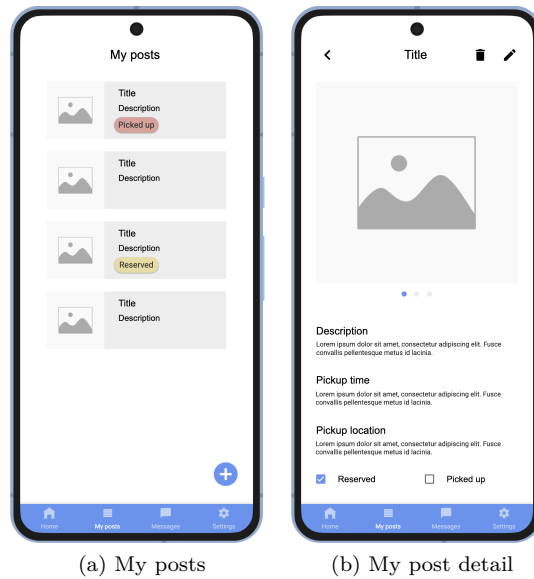 My posts
Title
Description
Picked up
Title
Description
Title
Description
Reserved
Title
Description
Home
My posts
Messages
Settings
(a) My posts
Title
Description
Lorem ipsum dolor sit amet, consectetur adipiscing elit. Fusce
convallis pellentesque metus id lacinia.
Pickup time
Lorem ipsum dolor sit amet, consectetur adipiscing elit. Fusce
convallis pellentesque metus id lacinia.
Pickup location
Lorem ipsum dolor sit amet, consectetur adipiscing elit. Fusce
convallis pellentesque metus id lacinia.
Reserved Picked up
Home
My posts
Messages
Settings
(b) My post detail